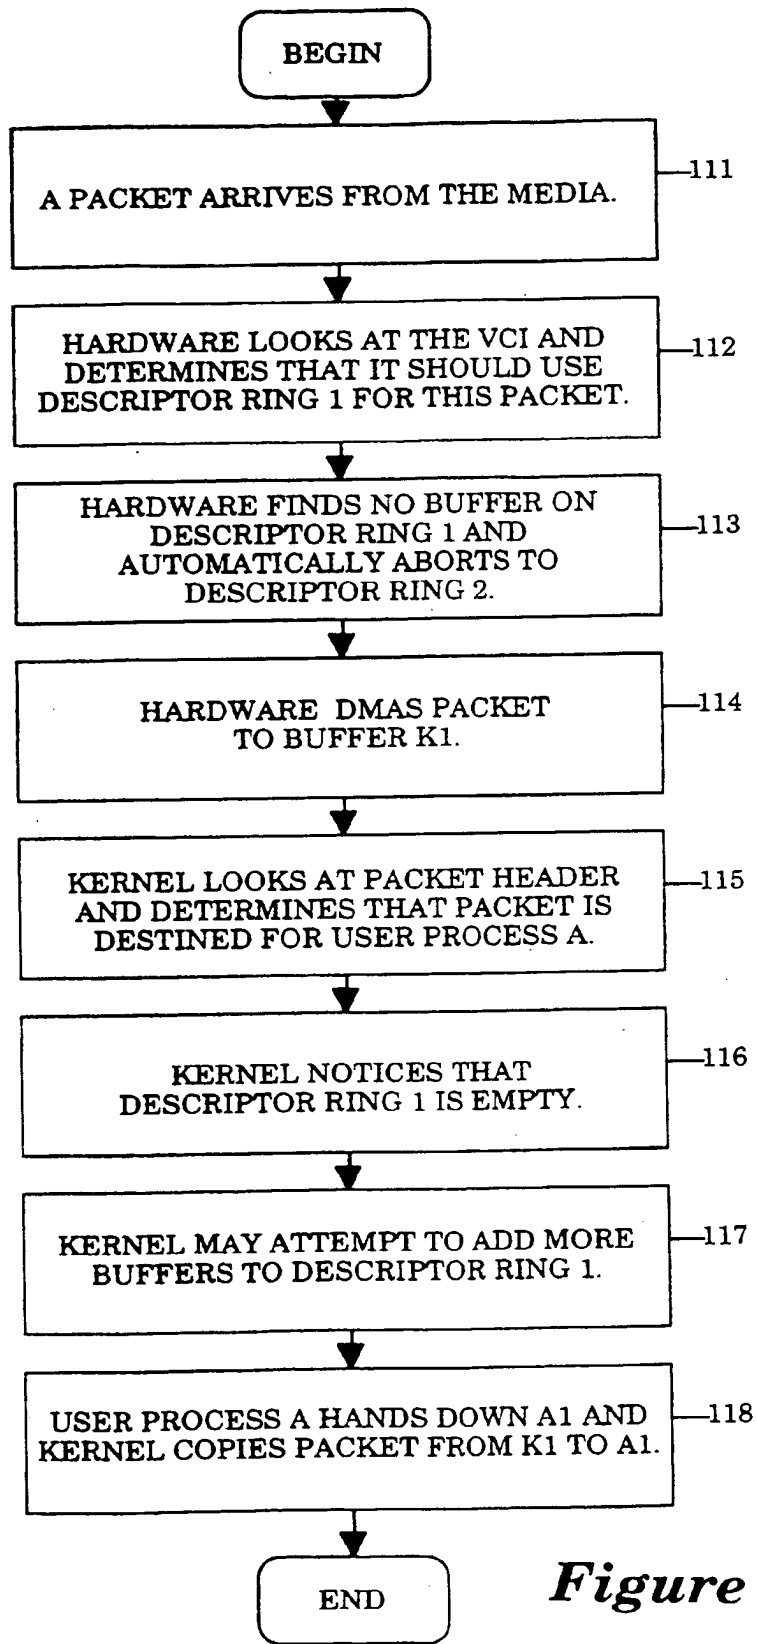 BEGIN
A PACKET ARRIVES FROM THE MEDIA.
111
HARDWARE LOOKS AT THE VCI AND
DETERMINES THAT IT SHOULD USE
DESCRIPTOR RING 1 FOR THIS PACKET.
112
HARDWARE FINDS NO BUFFER ON
DESCRIPTOR RING 1 AND
AUTOMATICALLY ABORTS TO
DESCRIPTOR RING 2.
113
HARDWARE DMAS PACKET
TO BUFFER K1.
114
KERNEL LOOKS AT PACKET HEADER
AND DETERMINES THAT PACKET IS
DESTINED FOR USER PROCESS A.
115
KERNEL NOTICES THAT
DESCRIPTOR RING 1 IS EMPTY.
116
KERNEL MAY ATTEMPT TO ADD MORE
BUFFERS TO DESCRIPTOR RING 1.
117
USER PROCESS A HANDS DOWN A1 AND
KERNEL COPIES PACKET FROM K1 TO A1.
118
END
Figure